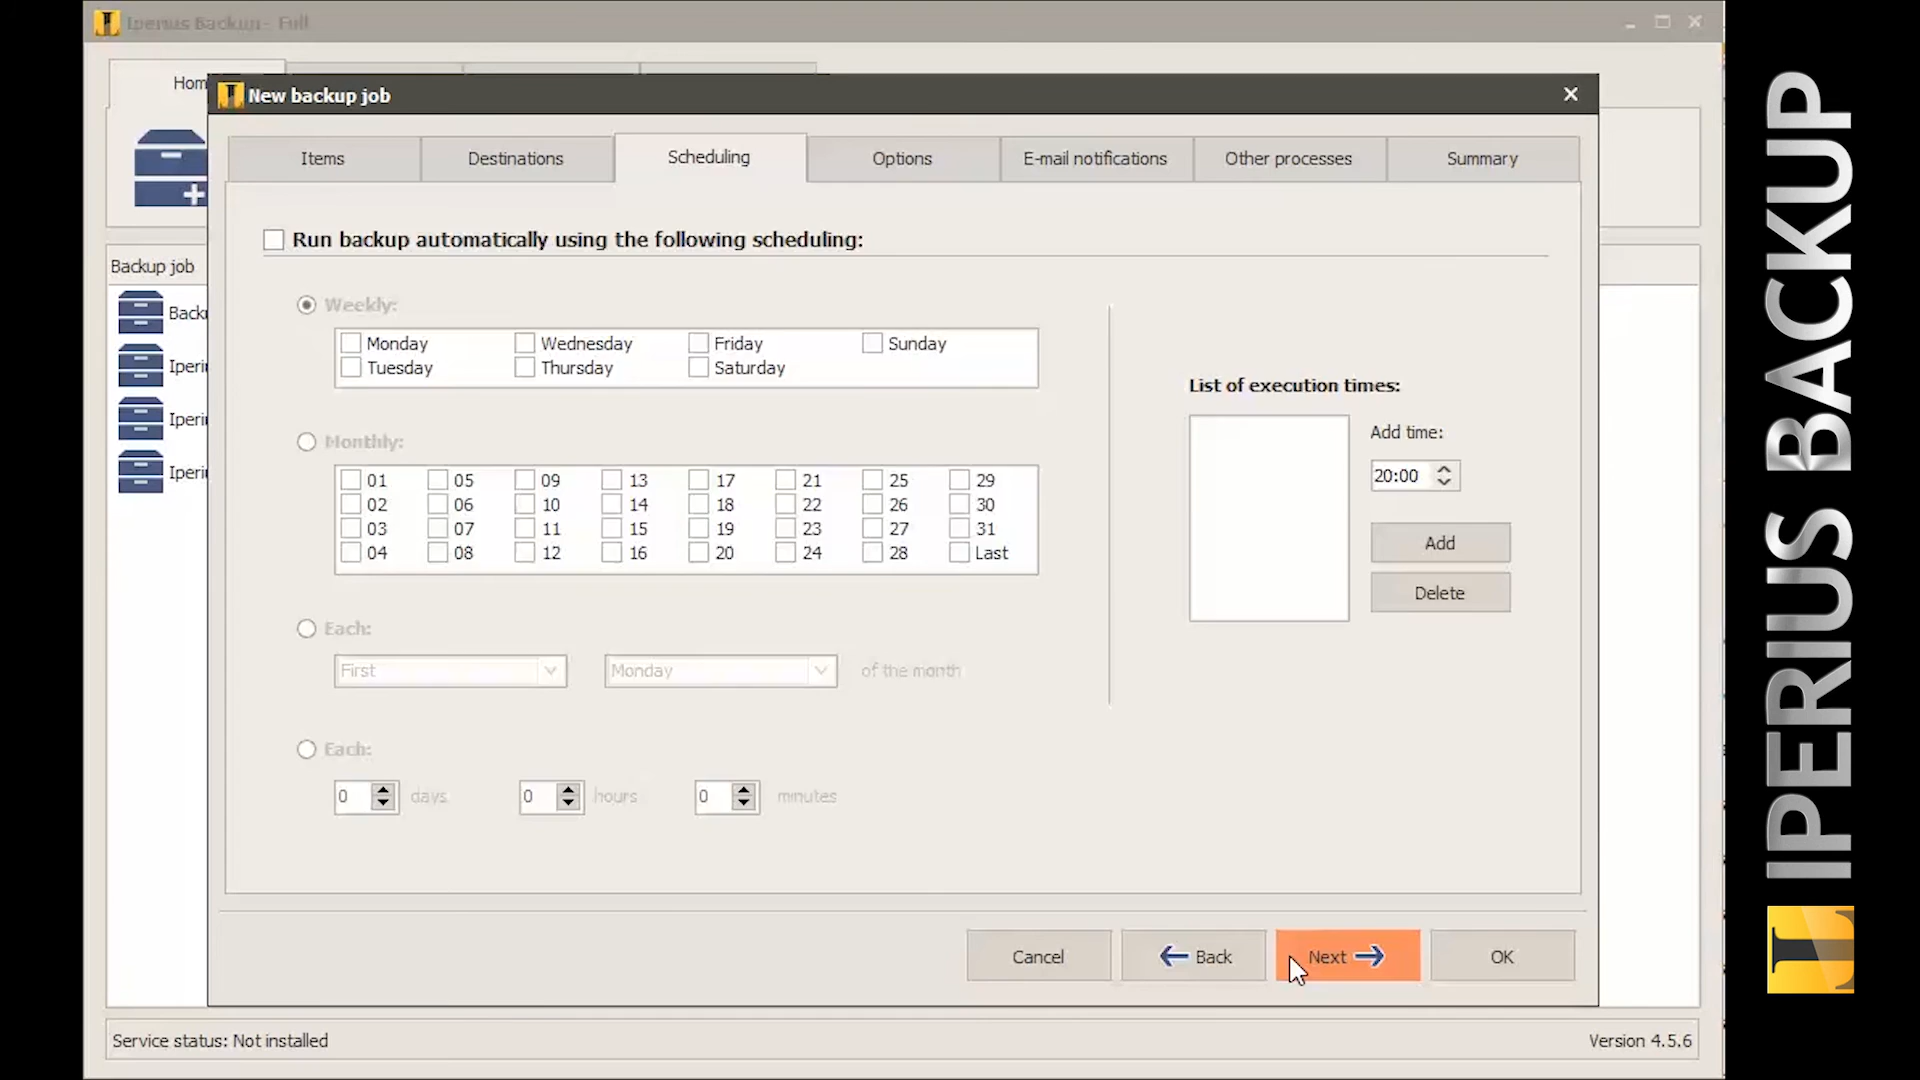 Iperius Backup - Full
New backup job
Items
Destinations
Scheduling
Options
E-mail notifications
Other processes
Summary
Run backup automatically using the following scheduling:
Weekly:
Monday
Wednesday
Friday
Sunday
Tuesday
Thursday
Saturday
Monthly:
01 05 09 13 17 21 25 29
02 06 10 14 18 22 26 30
03 07 11 15 19 23 27 31
04 08 12 16 20 24 28 Last
Each:
First
Monday
of the month
Each:
0 days
0 hours
0 minutes
List of execution times:
Add time:
20:00
Add
Delete
Cancel
Back
Next
OK
Backup job
Service status: Not installed
Version 4.5.6
IPERIUS BACKUP